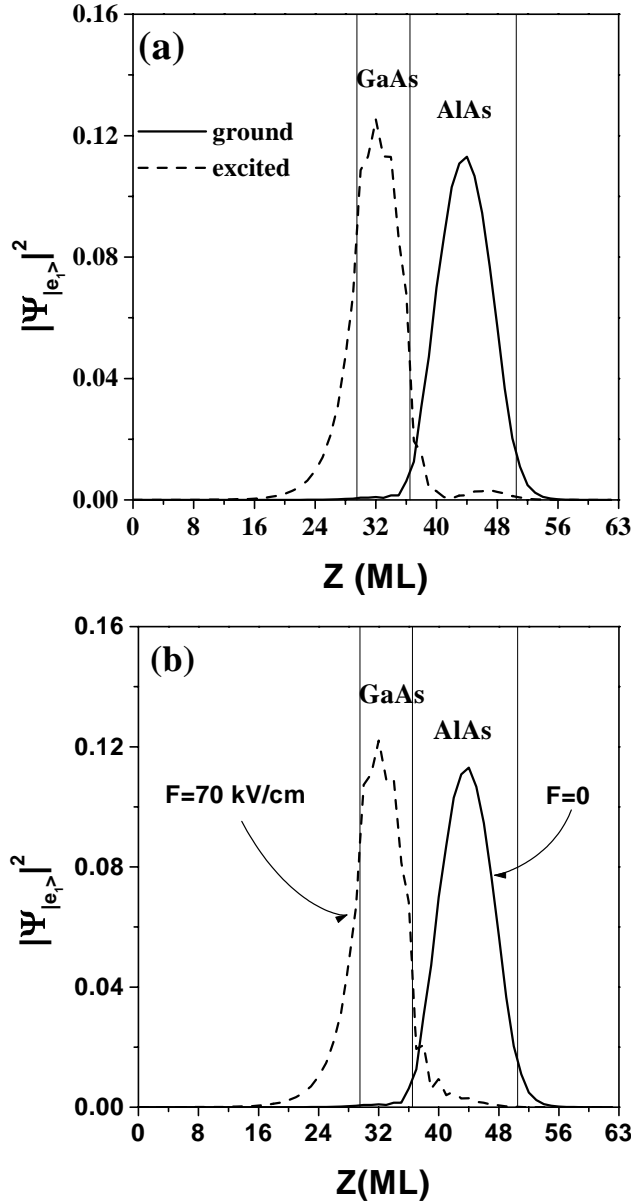 0.16
(a)
GaAs
AlAs
ground
excited
0.12
0.08
0.04
0.00
|Ψ|e₁>|²
0 8 16 24 32 40 48 56 63
Z (ML)
0.16
(b)
GaAs
AlAs
F=70 kV/cm
F=0
0.12
0.08
0.04
0.00
|Ψ|e₁>|²
0 8 16 24 32 40 48 56 63
Z(ML)